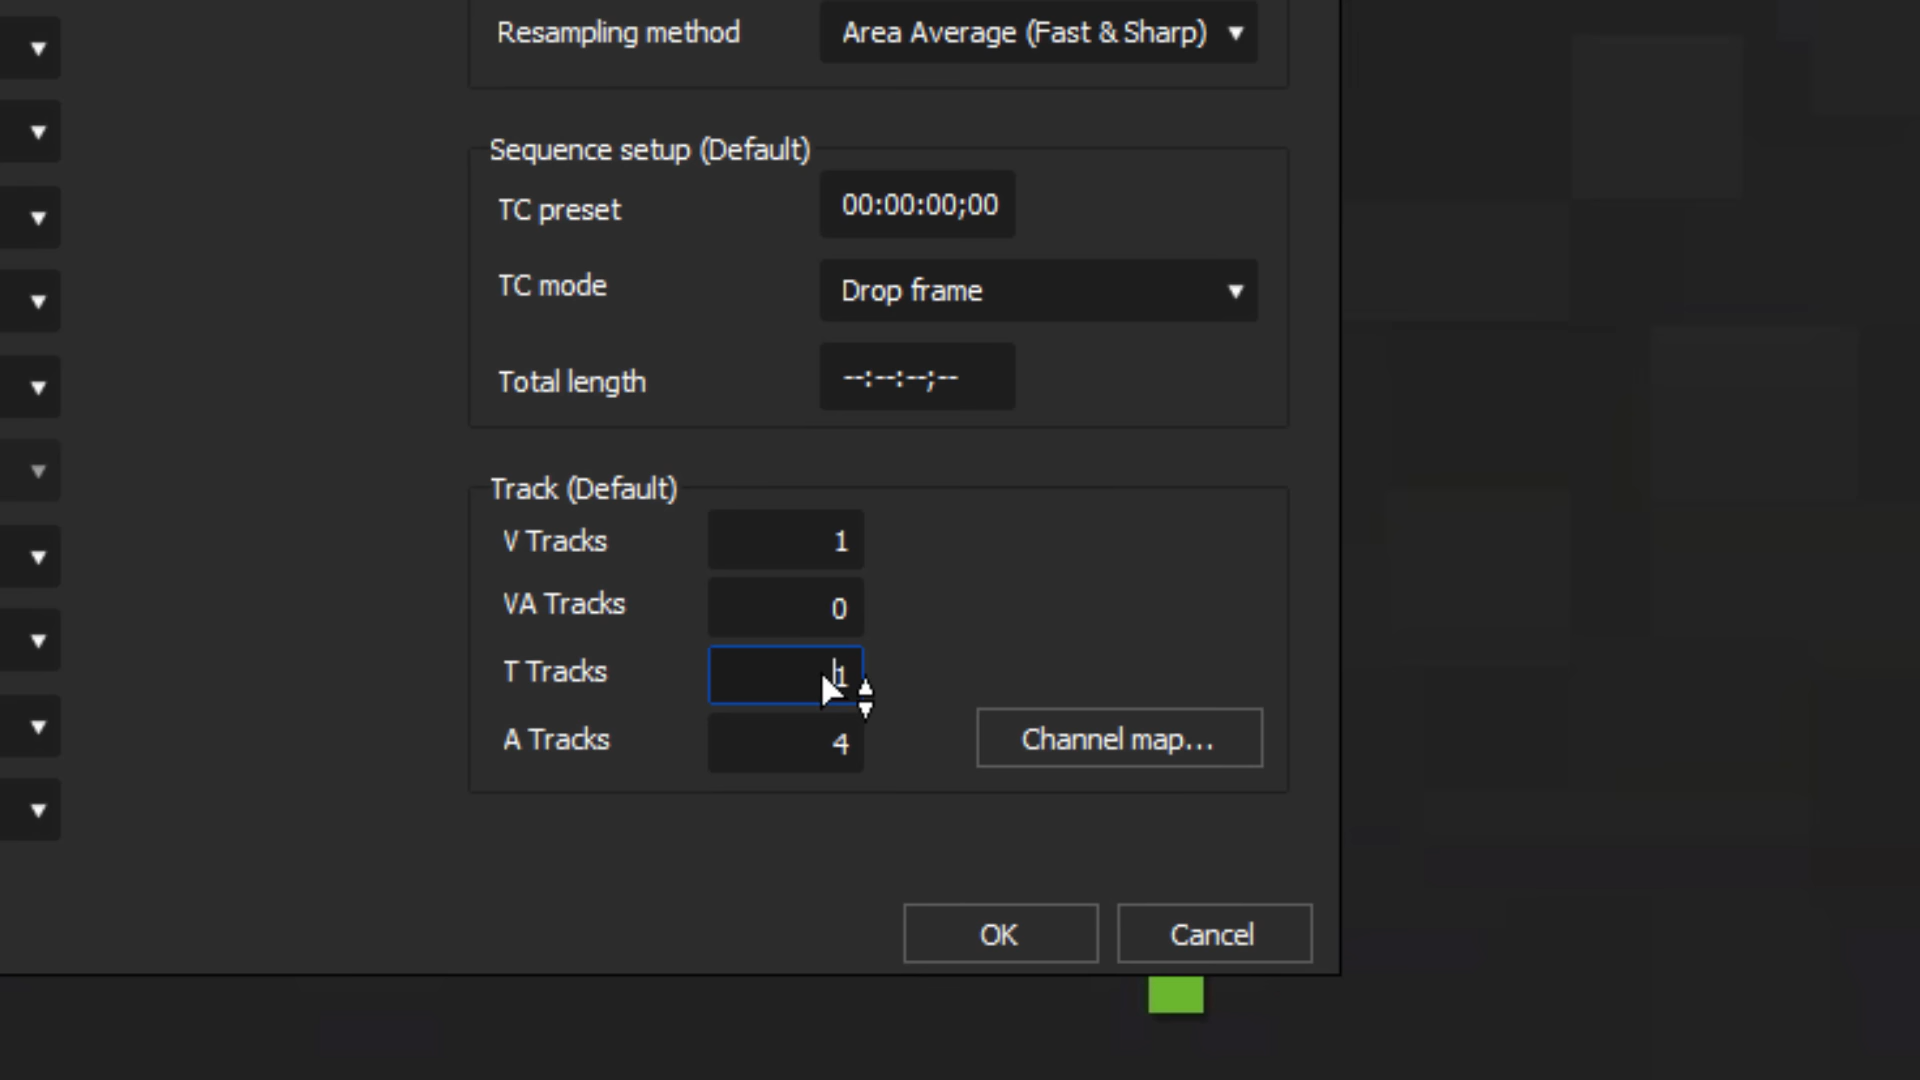 Resampling method Area Average (Fast & Sharp)
Sequence setup (Default)
TC preset 00:00:00;00
TC mode Drop frame
Total length --:--:--;--
Track (Default)
V Tracks 1
VA Tracks 0
T Tracks 1
A Tracks 4 Channel map...
OK Cancel